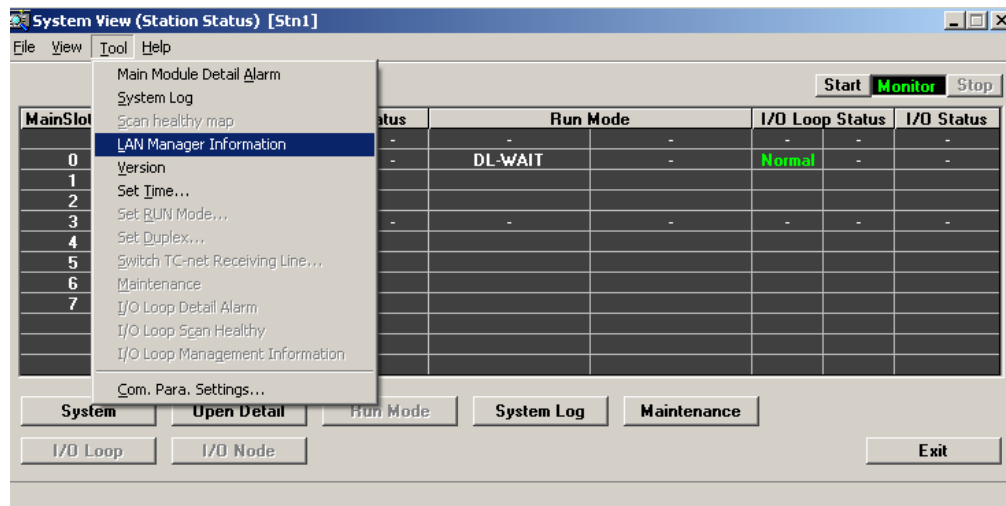 System View (Station Status) [Stn1]
File View Tool Help
Main Module Detail Alarm
System Log
Scan healthy map
LAN Manager Information
Version
Set Time...
Set RUN Mode...
Set Duplex...
Switch TC-net Receiving Line...
Maintenance
I/O Loop Detail Alarm
I/O Loop Scan Healthy
I/O Loop Management Information
Com. Para. Settings...
Start Monitor Stop
Run Mode I/O Loop Status I/O Status
- - - - - -
0 - DL-WAIT - Normal - -
1
2
3 - - - - - -
4
5
6
7
System Open Detail Run Mode System Log Maintenance
I/O Loop I/O Node Exit